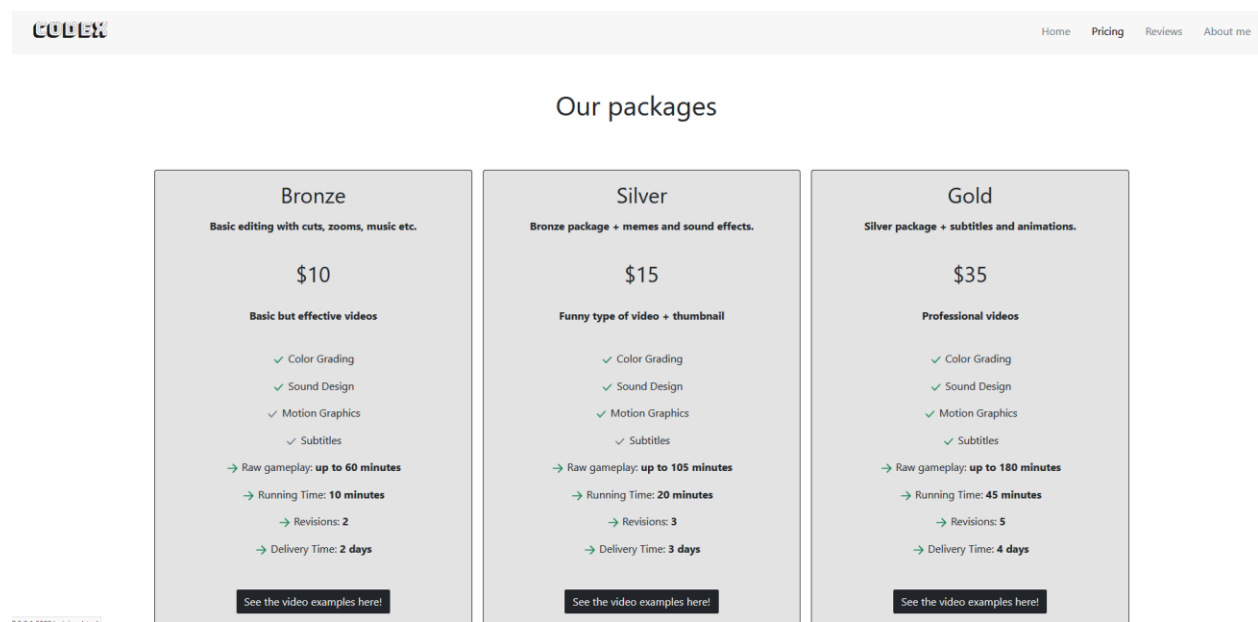 CODEX
Home Pricing Reviews About me
Our packages
Bronze
Basic editing with cuts, zooms, music etc.
$10
Basic but effective videos
Color Grading
Sound Design
Motion Graphics
Subtitles
Raw gameplay: up to 60 minutes
Running Time: 10 minutes
Revisions: 2
Delivery Time: 2 days
See the video examples here!
Silver
Bronze package + memes and sound effects.
$15
Funny type of video + thumbnail
Color Grading
Sound Design
Motion Graphics
Subtitles
Raw gameplay: up to 105 minutes
Running Time: 20 minutes
Revisions: 3
Delivery Time: 3 days
See the video examples here!
Gold
Silver package + subtitles and animations.
$35
Professional videos
Color Grading
Sound Design
Motion Graphics
Subtitles
Raw gameplay: up to 180 minutes
Running Time: 45 minutes
Revisions: 5
Delivery Time: 4 days
See the video examples here!